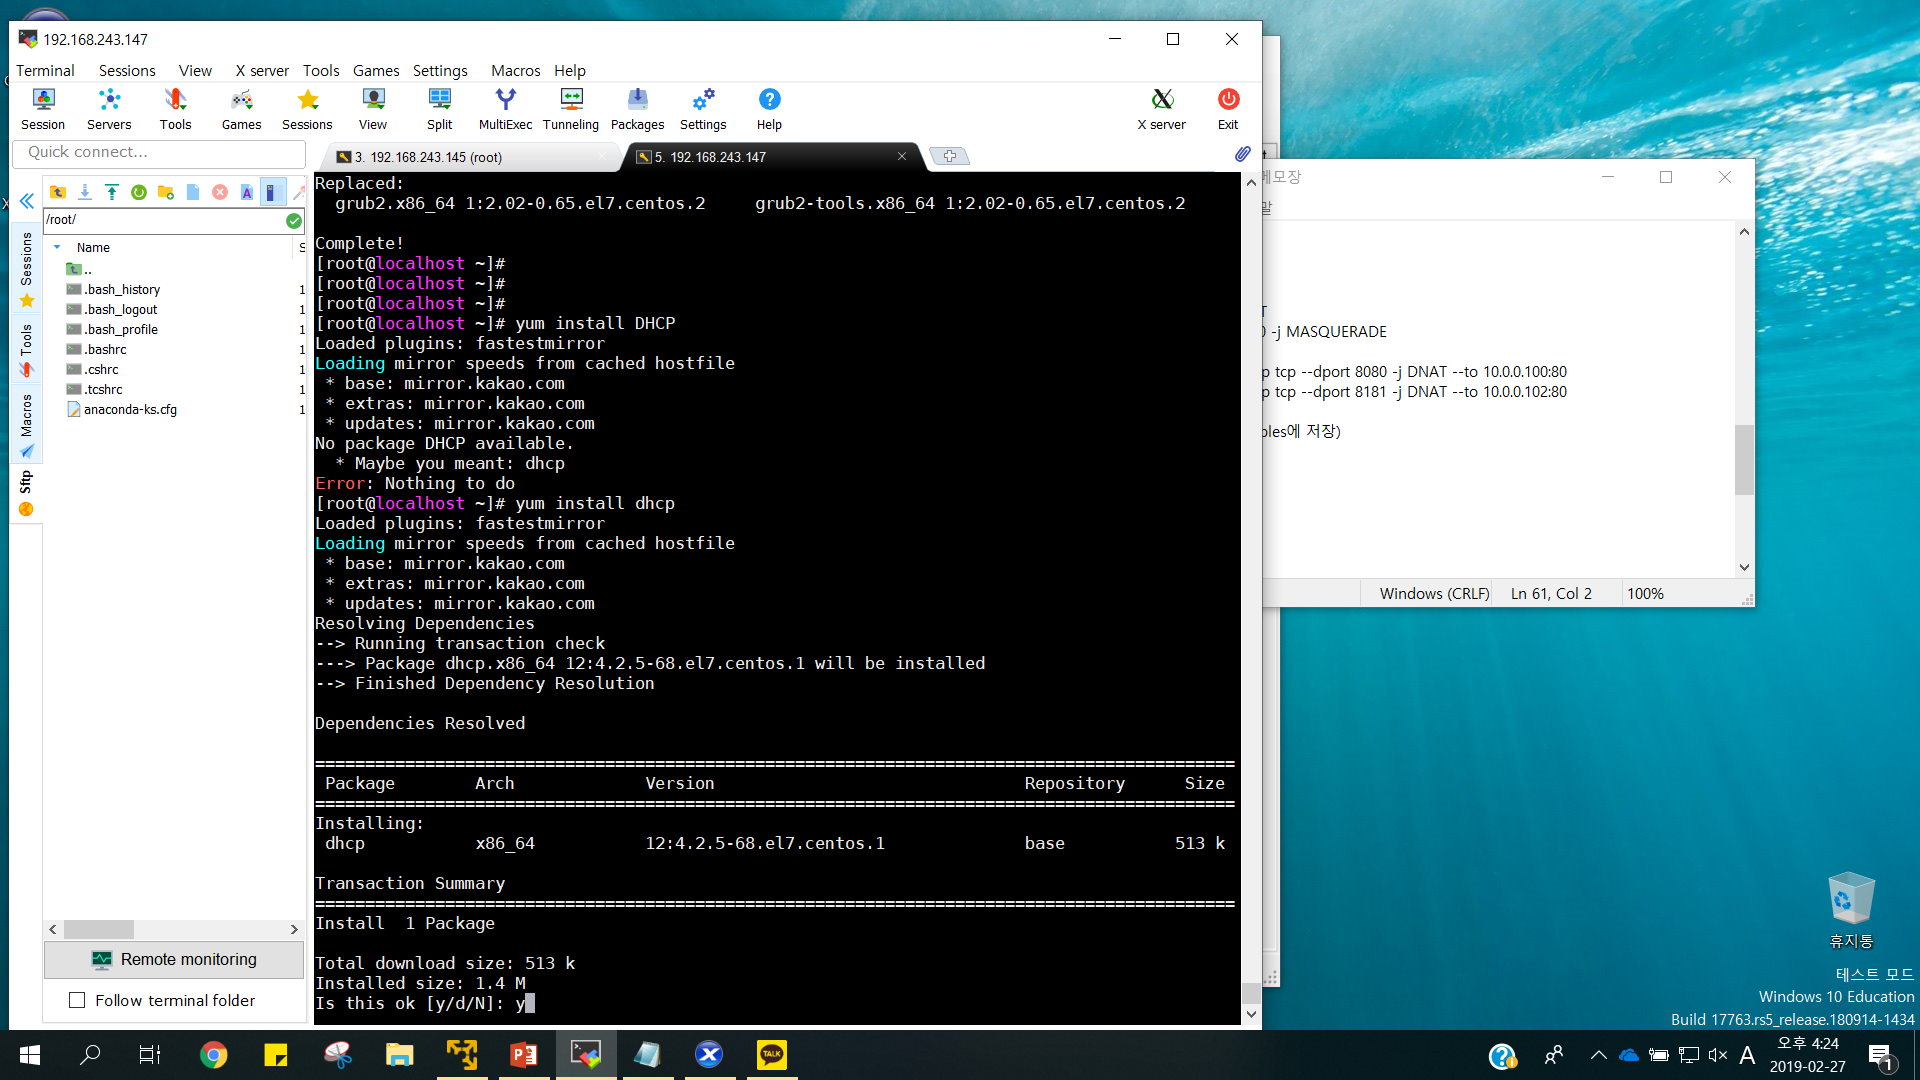 192.168.243.147
Terminal Sessions View X server Tools Games Settings Macros Help
Session Servers Tools Games Sessions View Split MultiExec Tunneling Packages Settings Help X server Exit
Quick connect...
3. 192.168.243.145 (root)
5. 192.168.243.147
/root/
Name S
..
.bash_history 1
.bash_logout 1
.bash_profile 1
.bashrc 1
.cshrc 1
.tcshrc 1
anaconda-ks.cfg 1
Sessions
Tools
Macros
Sftp
Remote monitoring
Follow terminal folder
Replaced:
  grub2.x86_64 1:2.02-0.65.el7.centos.2     grub2-tools.x86_64 1:2.02-0.65.el7.centos.2
Complete!
[root@localhost ~]#
[root@localhost ~]#
[root@localhost ~]#
[root@localhost ~]# yum install DHCP
Loaded plugins: fastestmirror
Loading mirror speeds from cached hostfile
 * base: mirror.kakao.com
 * extras: mirror.kakao.com
 * updates: mirror.kakao.com
No package DHCP available.
  * Maybe you meant: dhcp
Error: Nothing to do
[root@localhost ~]# yum install dhcp
Loaded plugins: fastestmirror
Loading mirror speeds from cached hostfile
 * base: mirror.kakao.com
 * extras: mirror.kakao.com
 * updates: mirror.kakao.com
Resolving Dependencies
--> Running transaction check
---> Package dhcp.x86_64 12:4.2.5-68.el7.centos.1 will be installed
--> Finished Dependency Resolution
Dependencies Resolved
============================================================================================
 Package        Arch             Version                               Repository      Size
============================================================================================
Installing:
 dhcp           x86_64           12:4.2.5-68.el7.centos.1              base           513 k
Transaction Summary
============================================================================================
Install  1 Package
Total download size: 513 k
Installed size: 1.4 M
Is this ok [y/d/N]: y
메모장
말
T
0 -j MASQUERADE
p tcp --dport 8080 -j DNAT --to 10.0.0.100:80
p tcp --dport 8181 -j DNAT --to 10.0.0.102:80
bles에 저장)
Windows (CRLF) Ln 61, Col 2 100%
휴지통
테스트 모드
Windows 10 Education
Build 17763.rs5_release.180914-1434
TALK
A
오후 4:24
2019-02-27
1